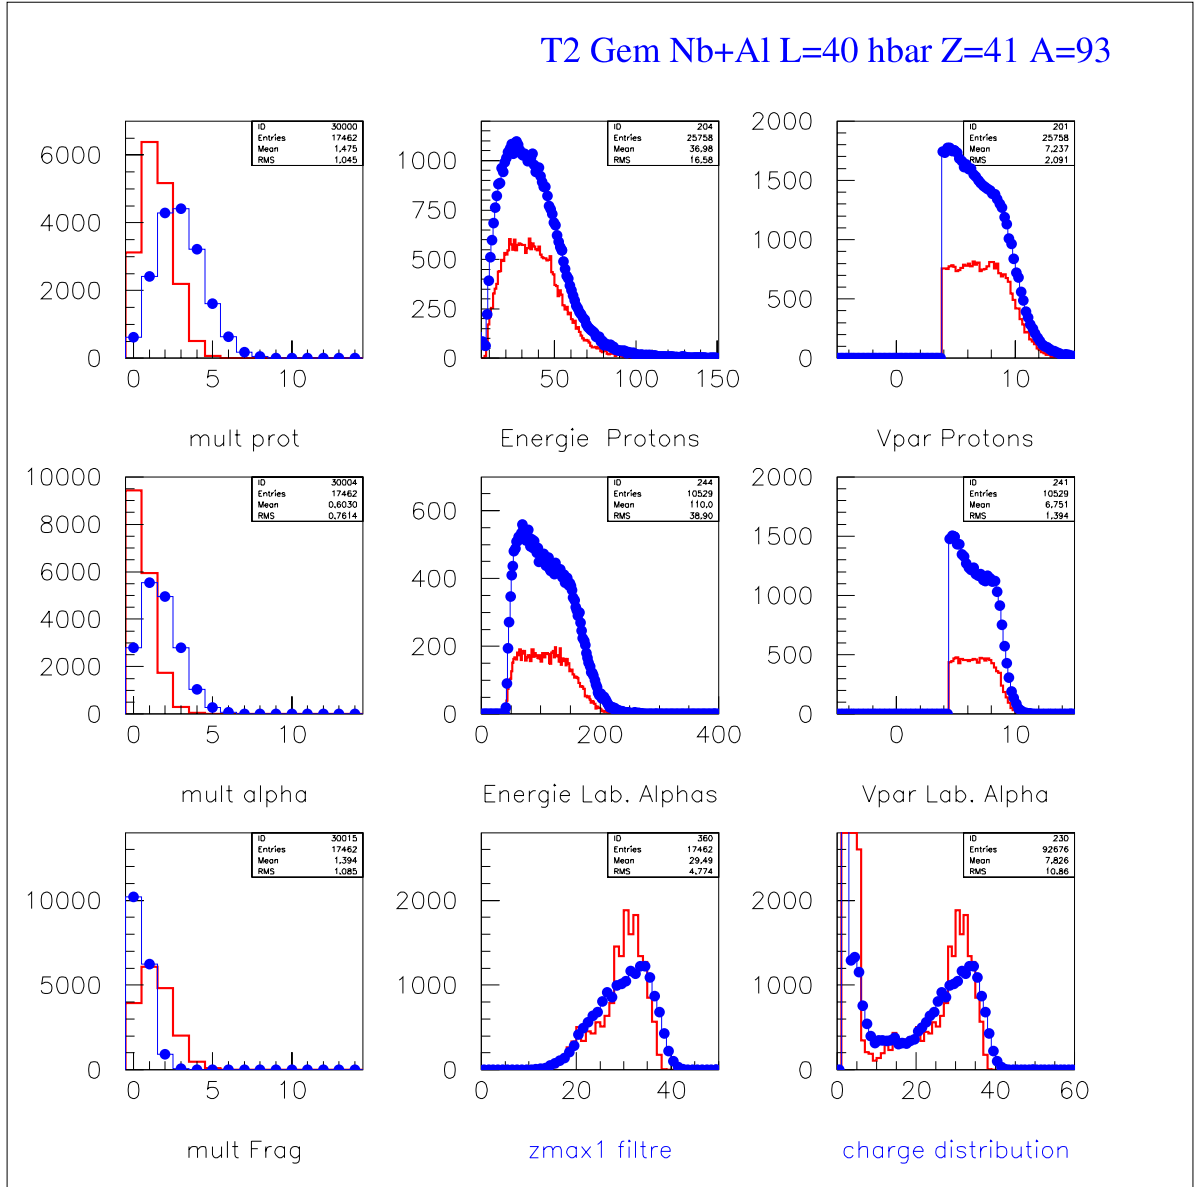 T2 Gem Nb+Al L=40 hbar Z=41 A=93
ID 30000
Entries 17462
Mean 1.475
RMS 1.045
6000
4000
2000
0
0 5 10
mult prot
ID 204
Entries 25758
Mean 36.98
RMS 16.58
1000
750
500
250
0
50 100 150
Energie Protons
ID 201
Entries 25758
Mean 7.237
RMS 2.091
2000
1500
1000
500
0
0 10
Vpar Protons
ID 30004
Entries 17462
Mean 0.6030
RMS 0.7614
10000
8000
6000
4000
2000
0
0 5 10
mult alpha
ID 244
Entries 10529
Mean 110.0
RMS 38.90
600
400
200
0
0 200 400
Energie Lab. Alphas
ID 241
Entries 10529
Mean 6.751
RMS 1.394
2000
1500
1000
500
0
0 10
Vpar Lab. Alpha
ID 30015
Entries 17462
Mean 1.394
RMS 1.085
10000
5000
0
0 5 10
mult Frag
ID 360
Entries 17462
Mean 29.49
RMS 4.774
2000
1000
0
0 20 40
zmax1 filtre
ID 230
Entries 92676
Mean 7.826
RMS 10.86
2000
1000
0
0 20 40 60
charge distribution